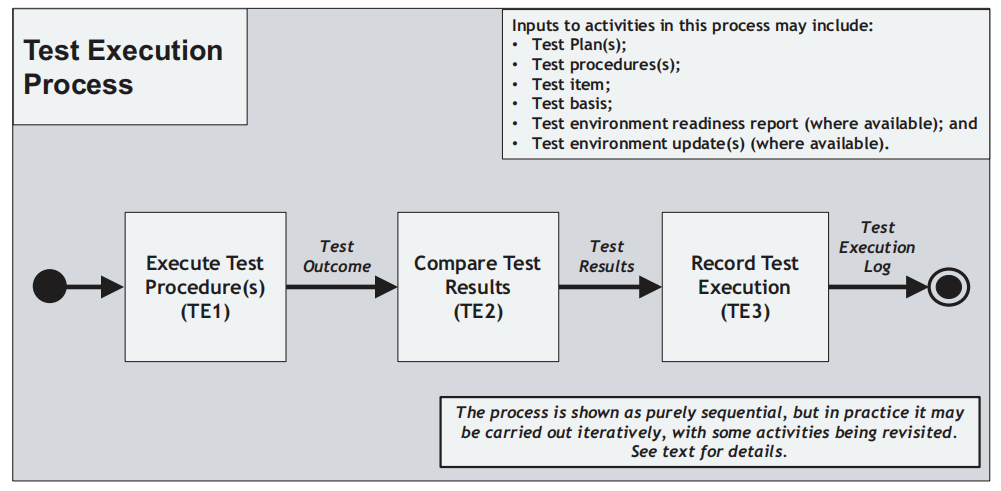 Test Execution
Process
Inputs to activities in this process may include:
• Test Plan(s);
• Test procedures(s);
• Test item;
• Test basis;
• Test environment readiness report (where available); and
• Test environment update(s) (where available).
Execute Test
Procedure(s)
(TE1)
Test
Outcome
Compare Test
Results
(TE2)
Test
Results
Record Test
Execution
(TE3)
Test
Execution
Log
The process is shown as purely sequential, but in practice it may
be carried out iteratively, with some activities being revisited.
See text for details.